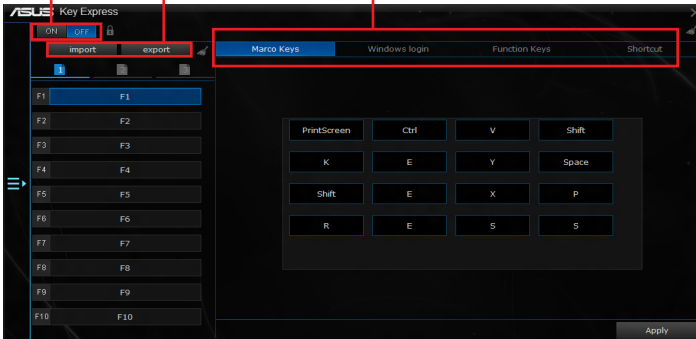 ASUS Key Express
ON OFF
import export
Marco Keys Windows login Function Keys Shortcut
1 2 3
F1 F1
F2 F2
F3 F3
F4 F4
F5 F5
F6 F6
F7 F7
F8 F8
F9 F9
F10 F10
PrintScreen Ctrl V Shift
K E Y Space
Shift E X P
R E S S
Apply